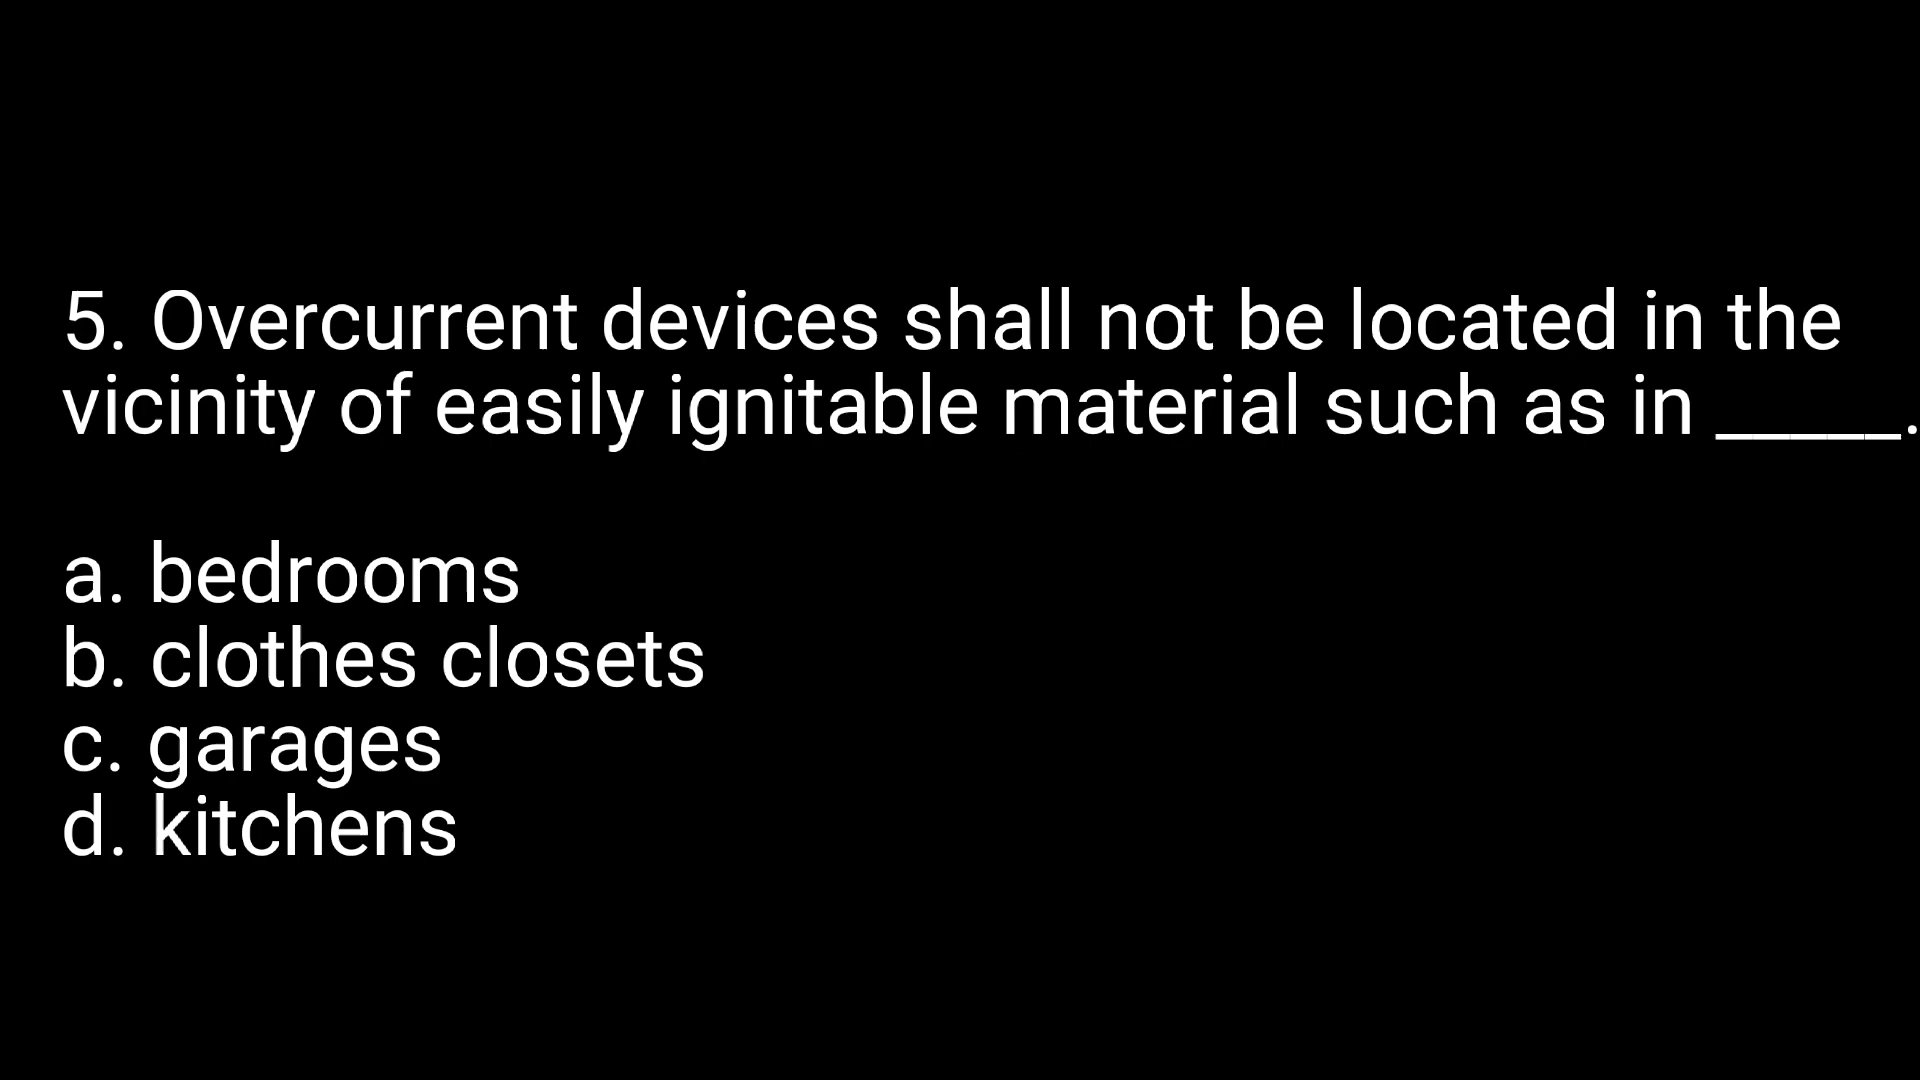 5. Overcurrent devices shall not be located in the
vicinity of easily ignitable material such as in _____.
a. bedrooms
b. clothes closets
c. garages
d. kitchens